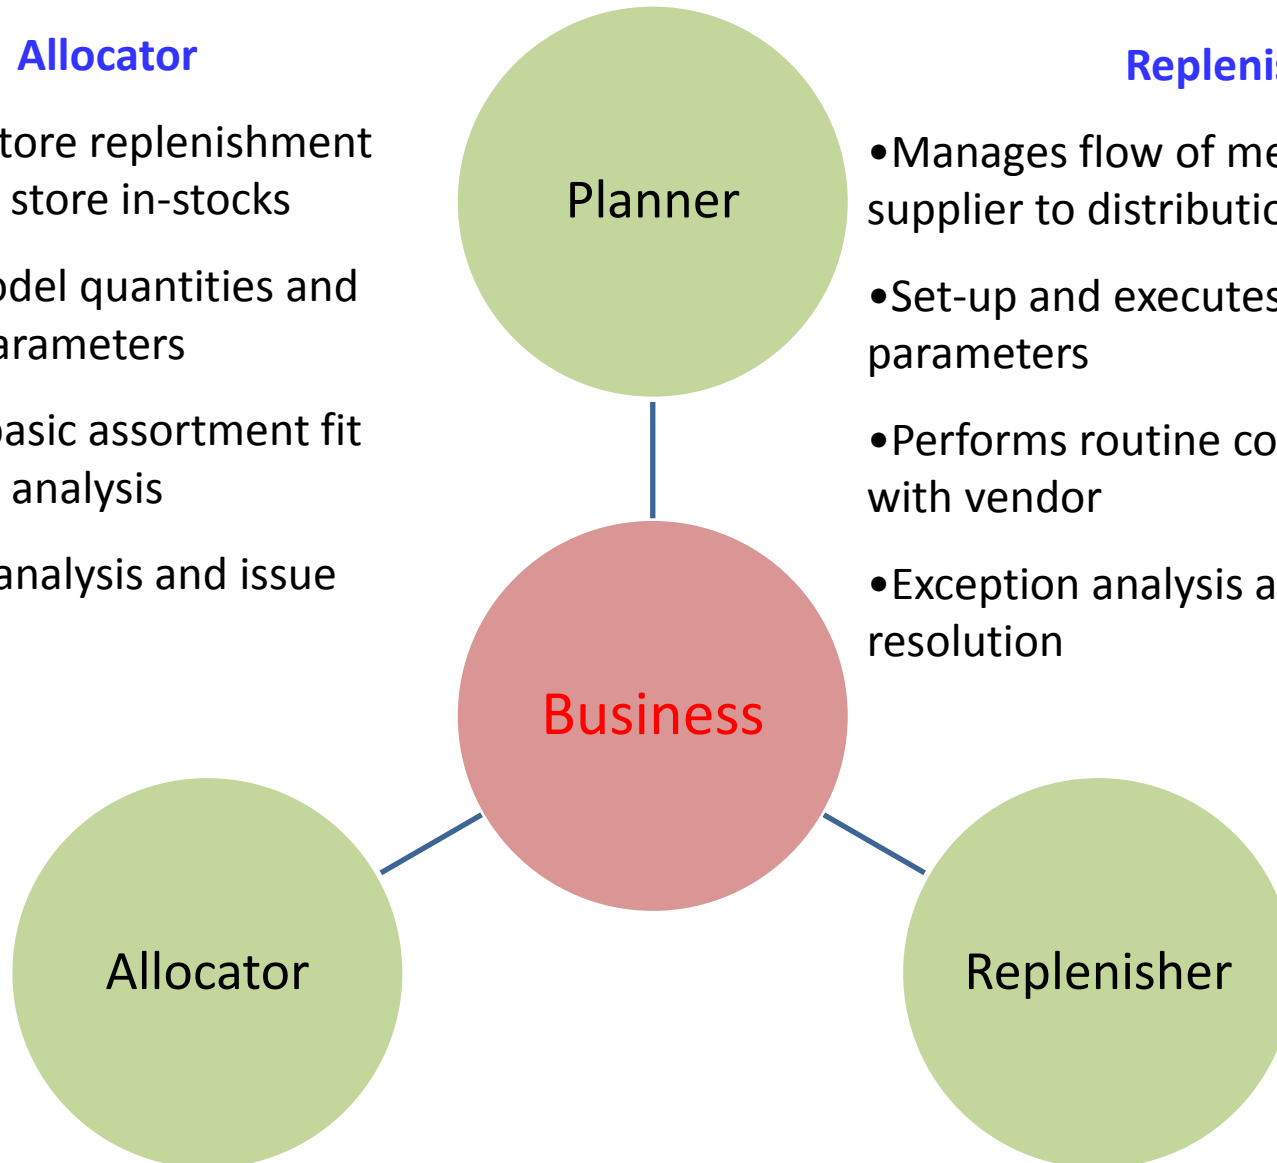 Allocator
tore replenishment
store in-stocks
odel quantities and
arameters
basic assortment fit
analysis
analysis and issue
Planner
Replenis
•Manages flow of me
supplier to distributio
•Set-up and executes
parameters
•Performs routine co
with vendor
•Exception analysis a
resolution
Business
Allocator
Replenisher